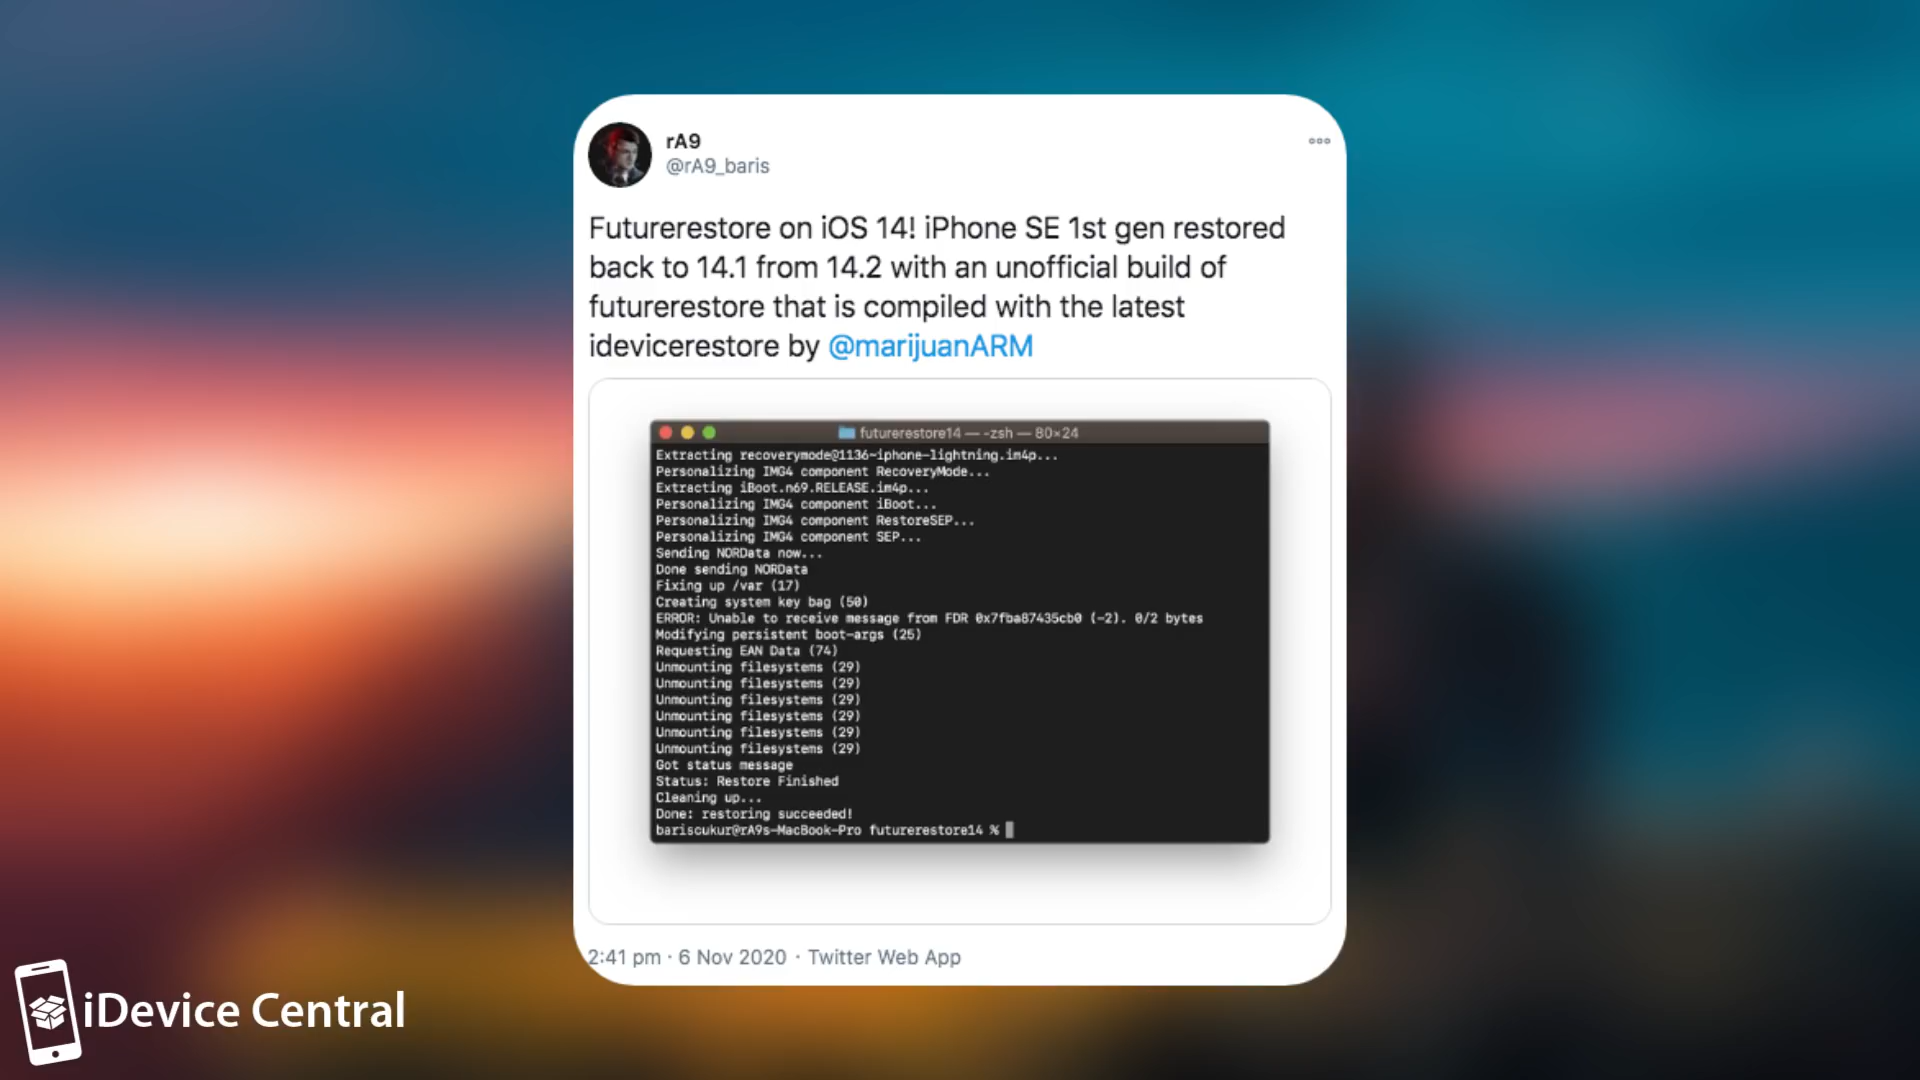 rA9
@rA9_baris
Futurerestore on iOS 14! iPhone SE 1st gen restored
back to 14.1 from 14.2 with an unofficial build of
futurerestore that is compiled with the latest
idevicerestore by @marijuanARM
futurerestore14 — -zsh — 80×24
Extracting recoverymode@1136~iphone-lightning.im4p...
Personalizing IMG4 component RecoveryMode...
Extracting iBoot.n69.RELEASE.im4p...
Personalizing IMG4 component iBoot...
Personalizing IMG4 component RestoreSEP...
Personalizing IMG4 component SEP...
Sending NORData now...
Done sending NORData
Fixing up /var (17)
Creating system key bag (50)
ERROR: Unable to receive message from FDR 0x7fba87435cb0 (-2). 0/2 bytes
Modifying persistent boot-args (25)
Requesting EAN Data (74)
Unmounting filesystems (29)
Unmounting filesystems (29)
Unmounting filesystems (29)
Unmounting filesystems (29)
Unmounting filesystems (29)
Unmounting filesystems (29)
Got status message
Status: Restore Finished
Cleaning up...
Done: restoring succeeded!
bariscukur@rA9s-MacBook-Pro futurerestore14 %
2:41 pm · 6 Nov 2020 · Twitter Web App
iDevice Central